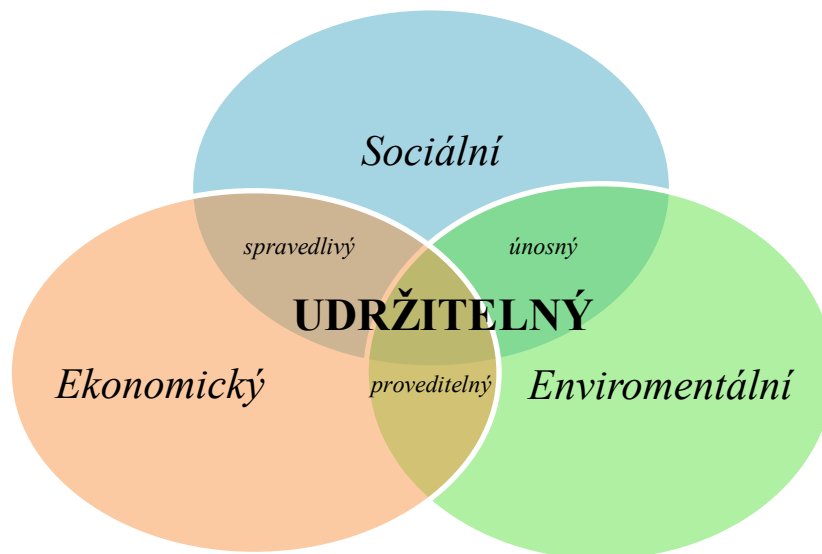 Sociální
spravedlivý
únosný
UDRŽITELNÝ
Ekonomický
proveditelný
Enviromentální